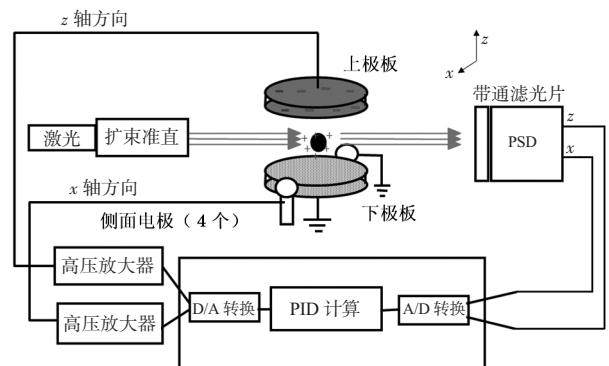 z 轴方向
上极板
z
x
带通滤光片
激光
扩束准直
PSD
z
x
x 轴方向
侧面电极（4个）
下极板
高压放大器
高压放大器
D/A 转换
PID 计算
A/D 转换